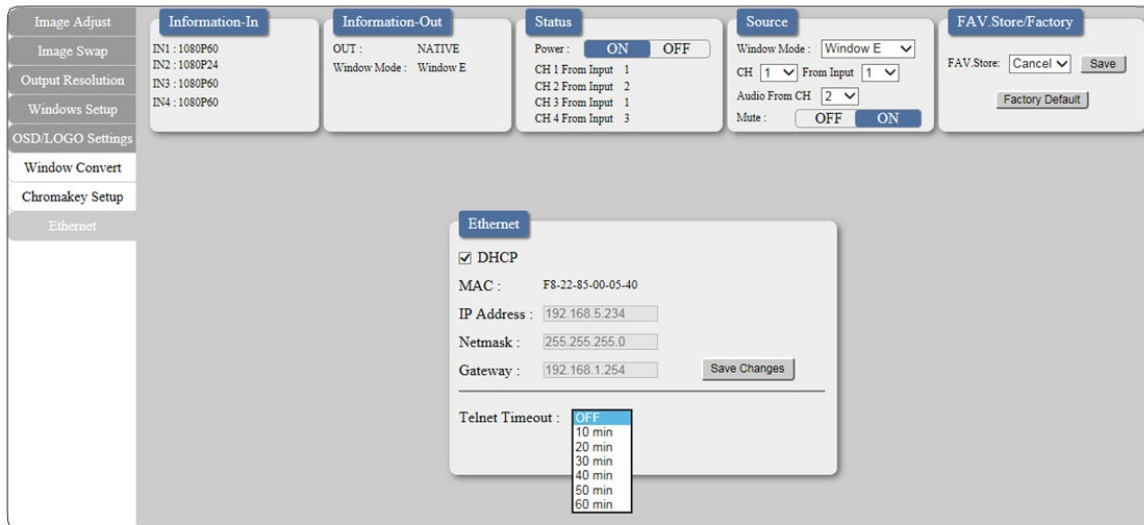 Image Adjust
Image Swap
Output Resolution
Windows Setup
OSD/LOGO Settings
Window Convert
Chromakey Setup
Ethernet
Information-In
IN1 : 1080P60
IN2 : 1080P24
IN3 : 1080P60
IN4 : 1080P60
Information-Out
OUT : NATIVE
Window Mode : Window E
Status
Power : ON OFF
CH 1 From Input 1
CH 2 From Input 2
CH 3 From Input 1
CH 4 From Input 3
Source
Window Mode : Window E
CH 1 From Input 1
Audio From CH 2
Mute : OFF ON
FAV.Store/Factory
FAV.Store: Cancel Save
Factory Default
Ethernet
DHCP
MAC : F8-22-85-00-05-40
IP Address : 192.168.5.234
Netmask : 255.255.255.0
Gateway : 192.168.1.254 Save Changes
Telnet Timeout : OFF
10 min
20 min
30 min
40 min
50 min
60 min